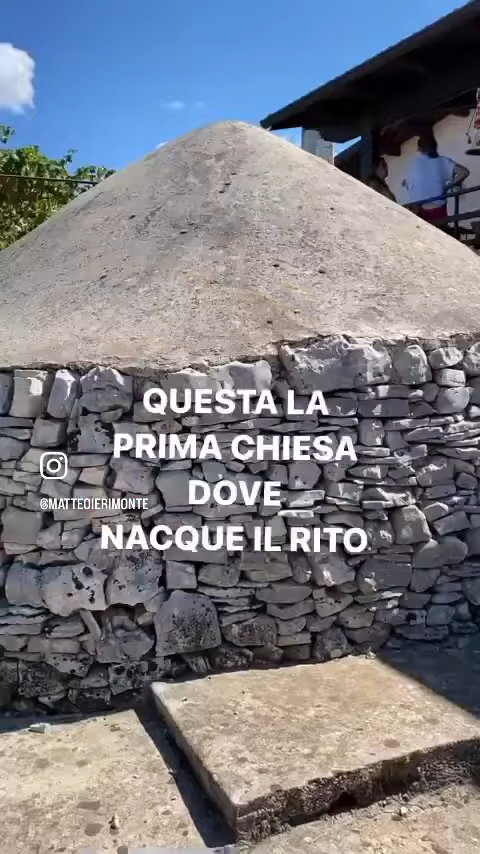 QUESTA LA
PRIMA CHIESA
DOVE
NACQUE IL RITO
@MATTEOIERIMONTE